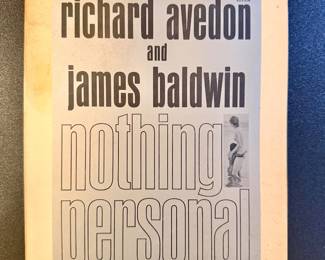 richard avedon
and
james baldwin
nothing
personal